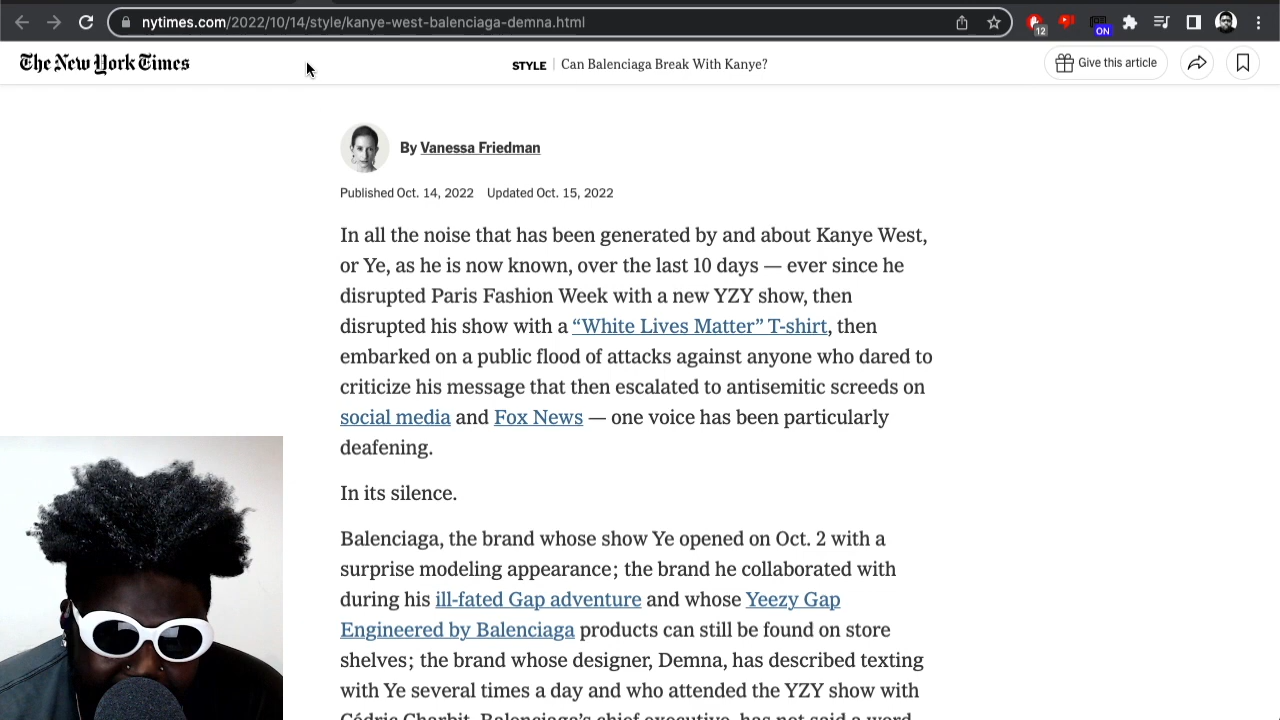 nytimes.com/2022/10/14/style/kanye-west-balenciaga-demna.html
12
ON
The New York Times
STYLE | Can Balenciaga Break With Kanye?
Give this article
By Vanessa Friedman
Published Oct. 14, 2022 Updated Oct. 15, 2022
In all the noise that has been generated by and about Kanye West,
or Ye, as he is now known, over the last 10 days — ever since he
disrupted Paris Fashion Week with a new YZY show, then
disrupted his show with a “White Lives Matter” T-shirt, then
embarked on a public flood of attacks against anyone who dared to
criticize his message that then escalated to antisemitic screeds on
social media and Fox News — one voice has been particularly
deafening.
In its silence.
Balenciaga, the brand whose show Ye opened on Oct. 2 with a
surprise modeling appearance; the brand he collaborated with
during his ill-fated Gap adventure and whose Yeezy Gap
Engineered by Balenciaga products can still be found on store
shelves; the brand whose designer, Demna, has described texting
with Ye several times a day and who attended the YZY show with
Cédric Charbit, Balenciaga’s chief executive, has not said a word